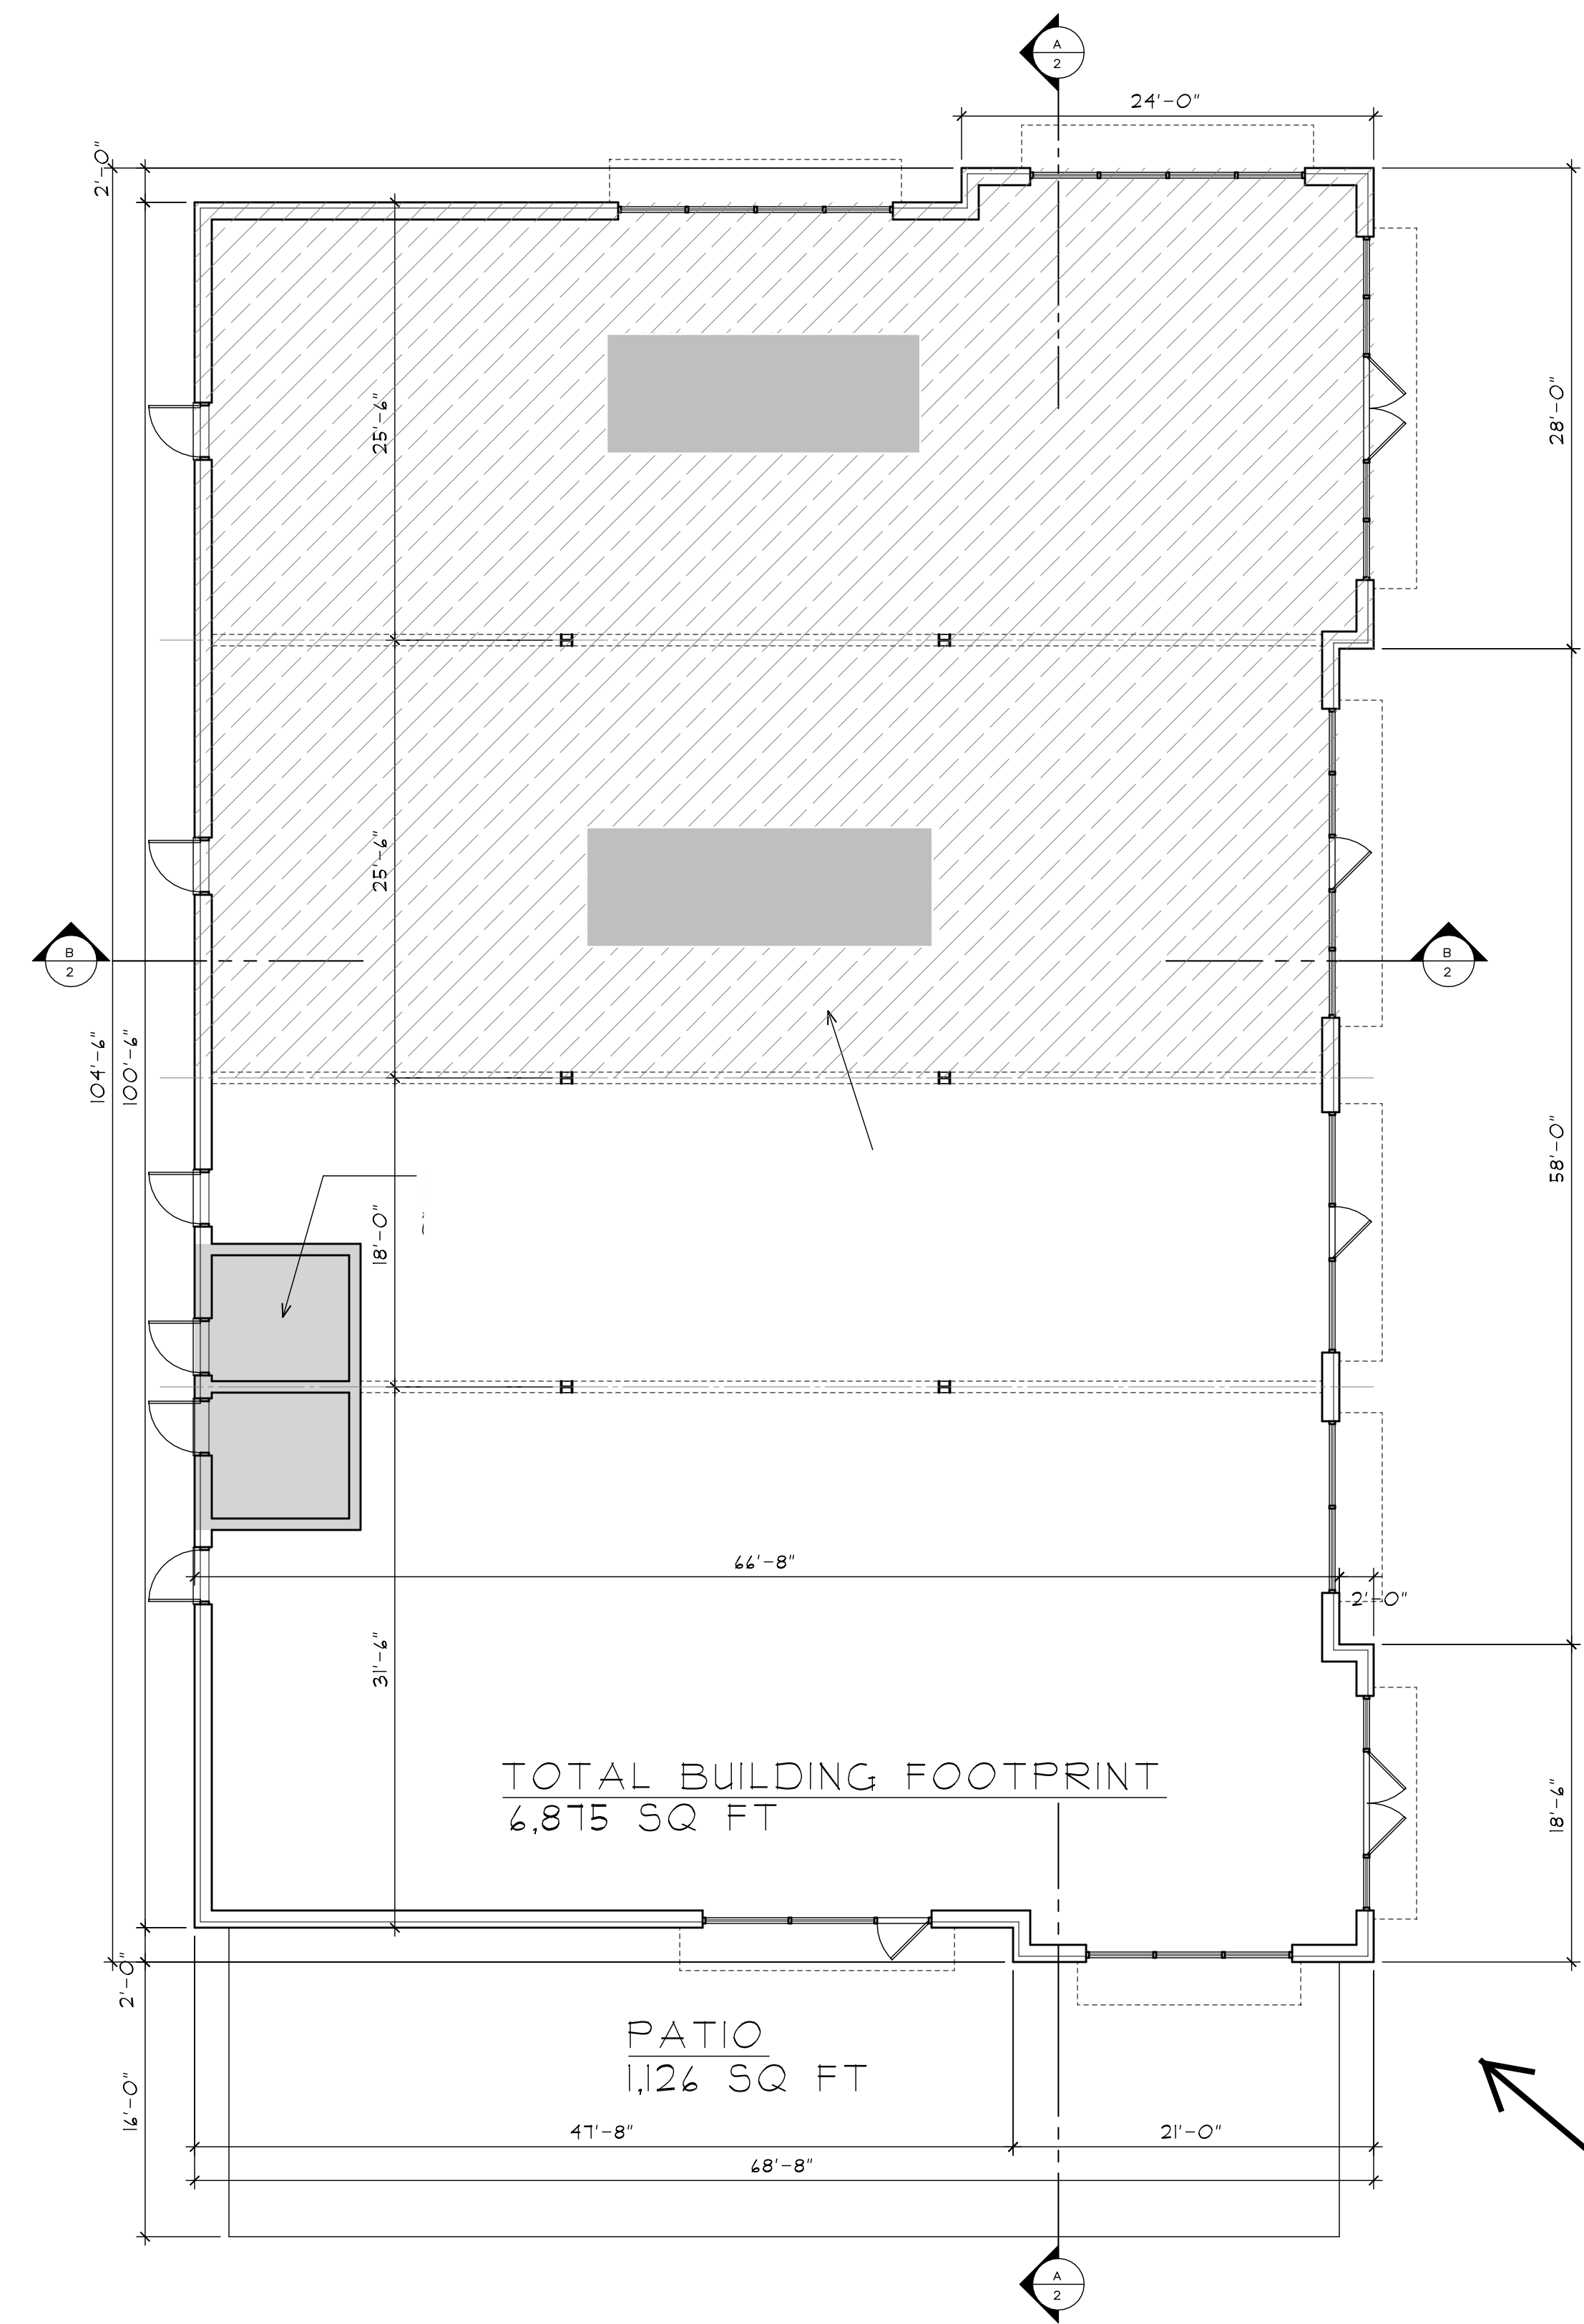 A
2
24'-0"
2'-0"
25'-6"
28'-0"
25'-6"
B
2
B
2
104'-6"
100'-6"
58'-0"
18'-0"
66'-8"
2'-0"
31'-6"
TOTAL BUILDING FOOTPRINT
6,875 SQ FT
18'-6"
2'-0"
PATIO
1,126 SQ FT
16'-0"
47'-8"
21'-0"
68'-8"
A
2